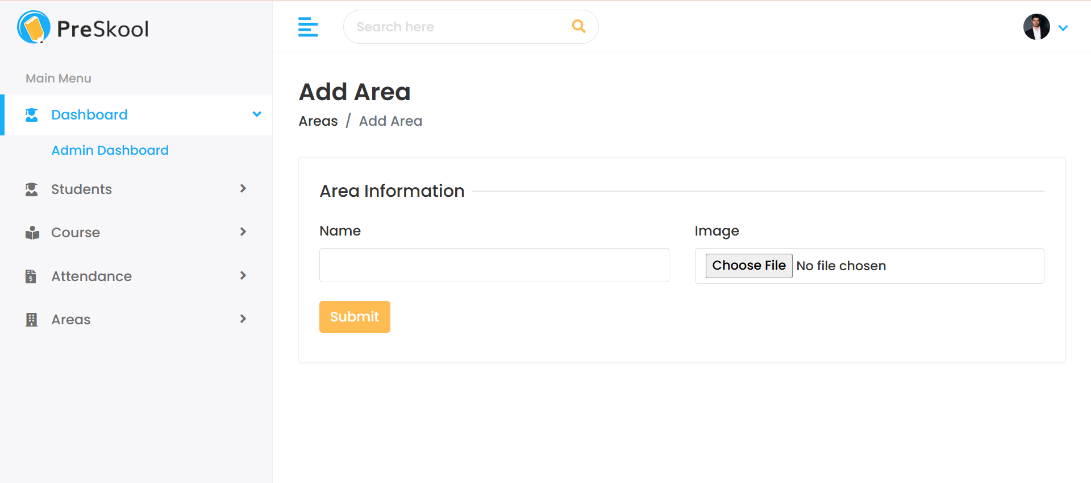 PreSkool
Search here
Main Menu
Dashboard
Admin Dashboard
Students
Course
Attendance
Areas
Add Area
Areas / Add Area
Area Information
Name
Image
Choose File No file chosen
Submit